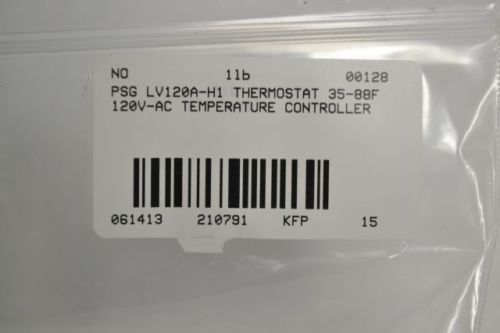 NO 1lb 00128
PSG LV120A-H1 THERMOSTAT 35-88F
120V-AC TEMPERATURE CONTROLLER
061413 210791 KFP 15